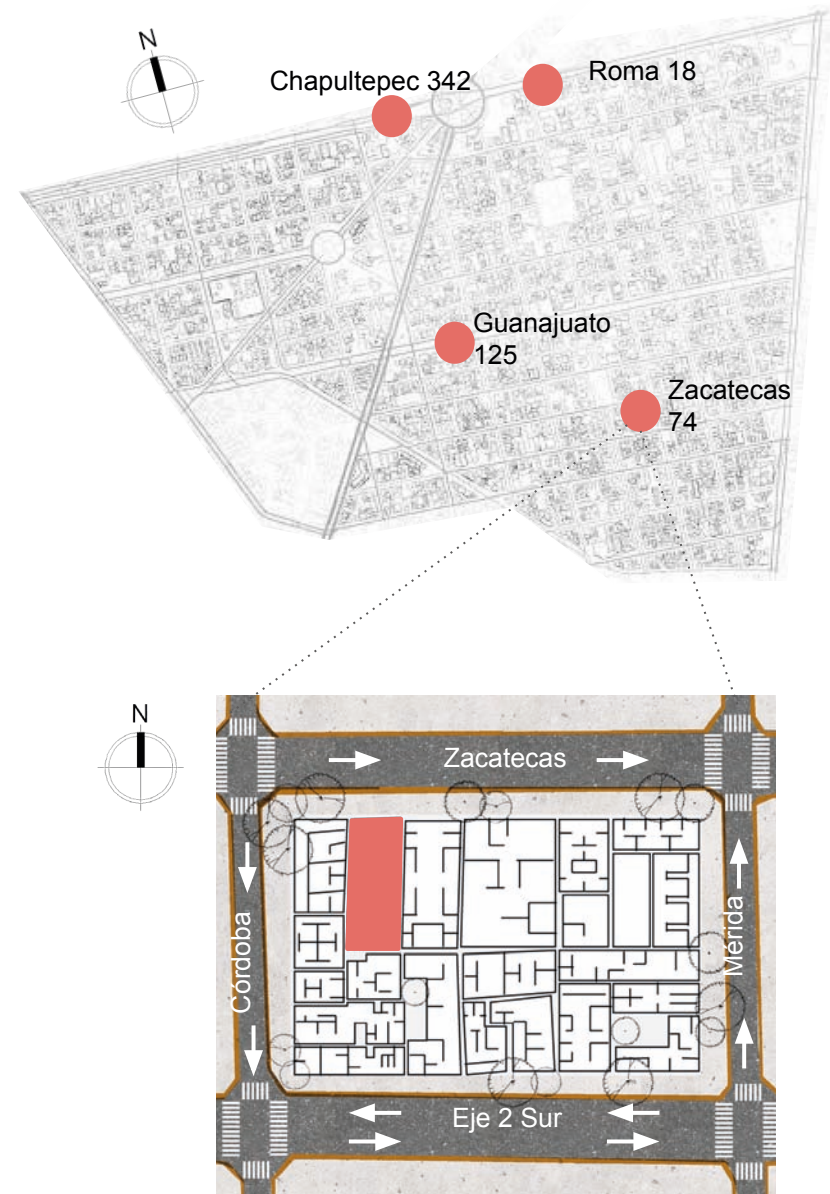 N
Chapultepec 342
Roma 18
Guanajuato
125
Zacatecas
74
N
Zacatecas
Córdoba
Mérida
Eje 2 Sur